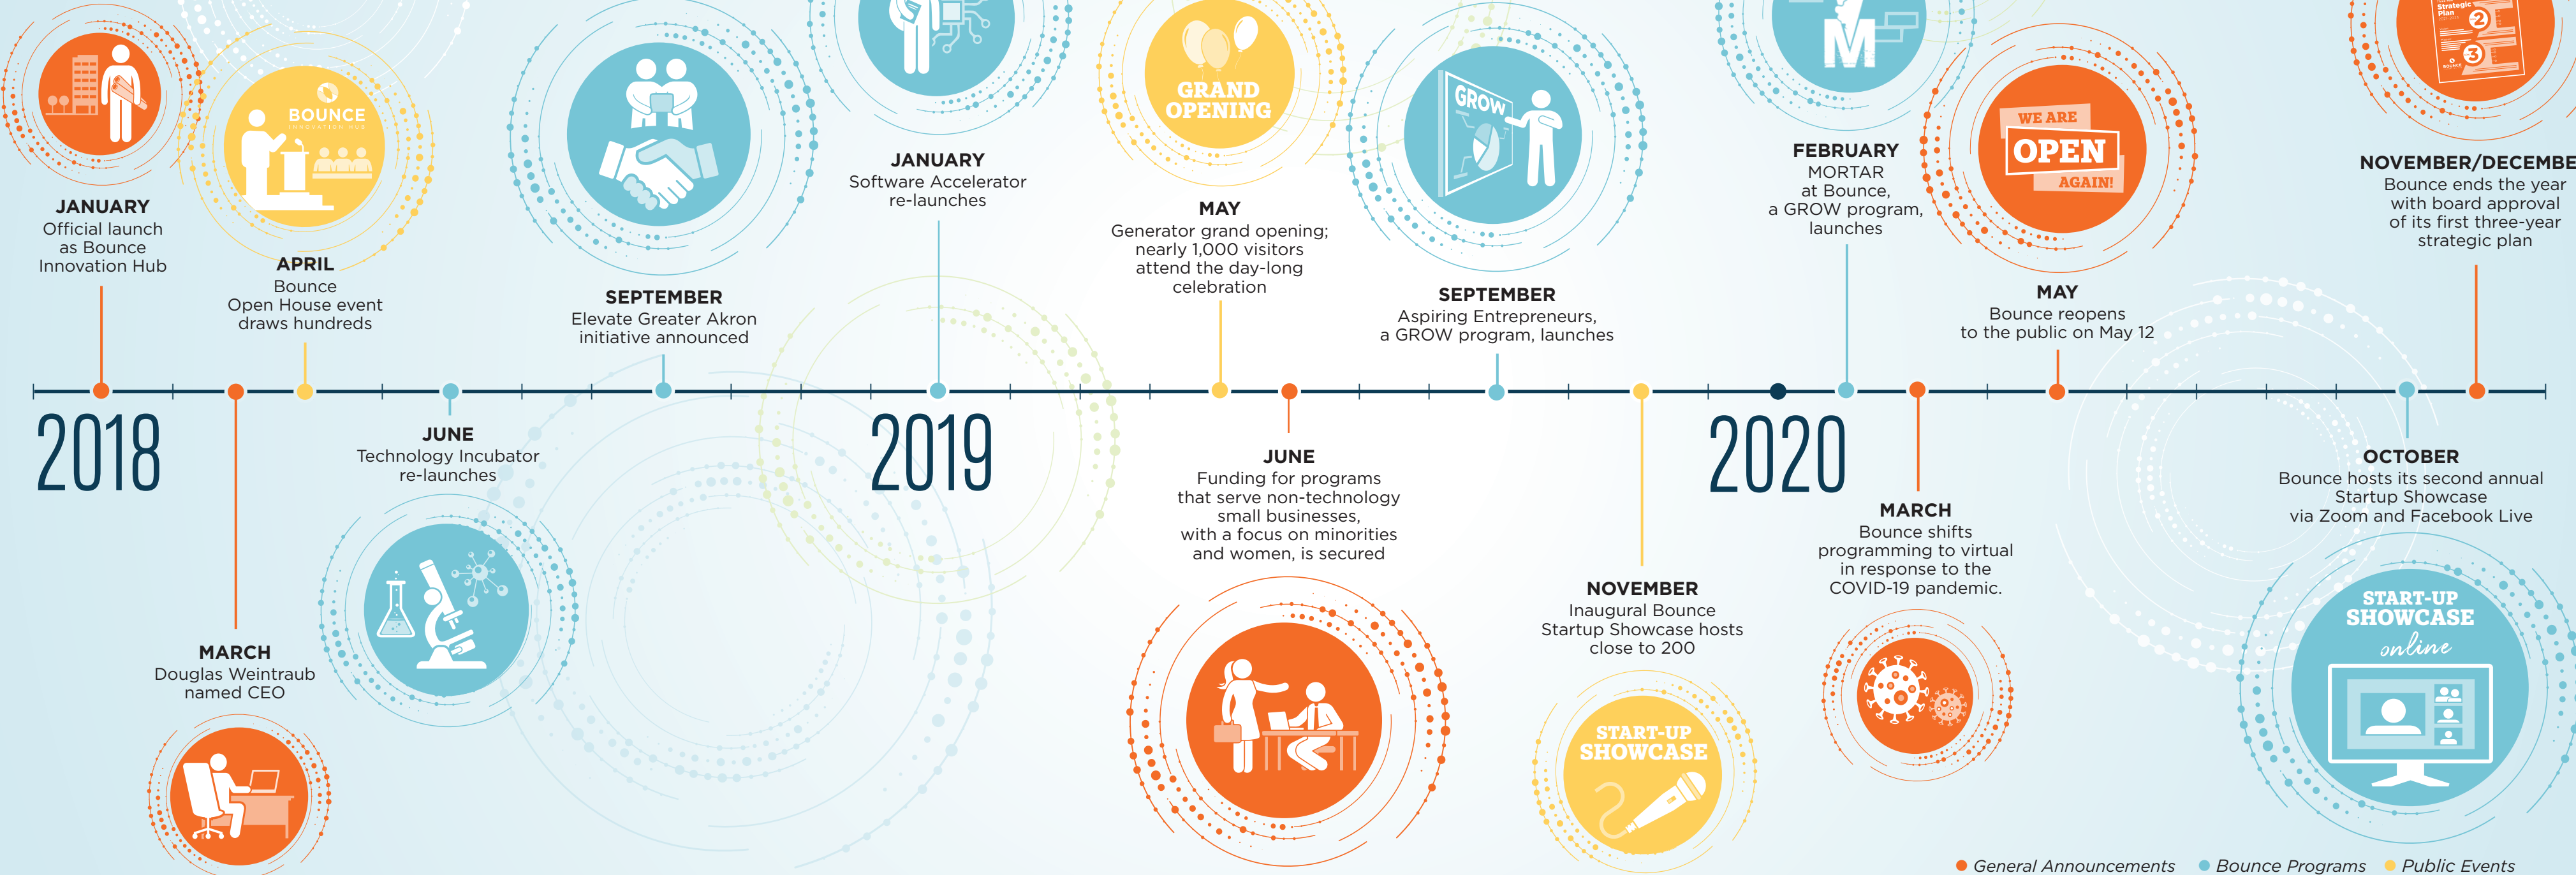 JANUARY
Official launch
as Bounce
Innovation Hub
BOUNCE
INNOVATION HUB
APRIL
Bounce
Open House event
draws hundreds
SEPTEMBER
Elevate Greater Akron
initiative announced
JANUARY
Software Accelerator
re-launches
GRAND
OPENING
MAY
Generator grand opening;
nearly 1,000 visitors
attend the day-long
celebration
GROW
SEPTEMBER
Aspiring Entrepreneurs,
a GROW program, launches
M
FEBRUARY
MORTAR
at Bounce,
a GROW program,
launches
WE ARE
OPEN
AGAIN!
MAY
Bounce reopens
to the public on May 12
Strategic
Plan
2
3
BOUNCE
NOVEMBER/DECEMBE
Bounce ends the year
with board approval
of its first three-year
strategic plan
2018
2019
2020
MARCH
Douglas Weintraub
named CEO
JUNE
Technology Incubator
re-launches
JUNE
Funding for programs
that serve non-technology
small businesses,
with a focus on minorities
and women, is secured
NOVEMBER
Inaugural Bounce
Startup Showcase hosts
close to 200
START-UP
SHOWCASE
MARCH
Bounce shifts
programming to virtual
in response to the
COVID-19 pandemic.
OCTOBER
Bounce hosts its second annual
Startup Showcase
via Zoom and Facebook Live
START-UP
SHOWCASE
online
General Announcements
Bounce Programs
Public Events